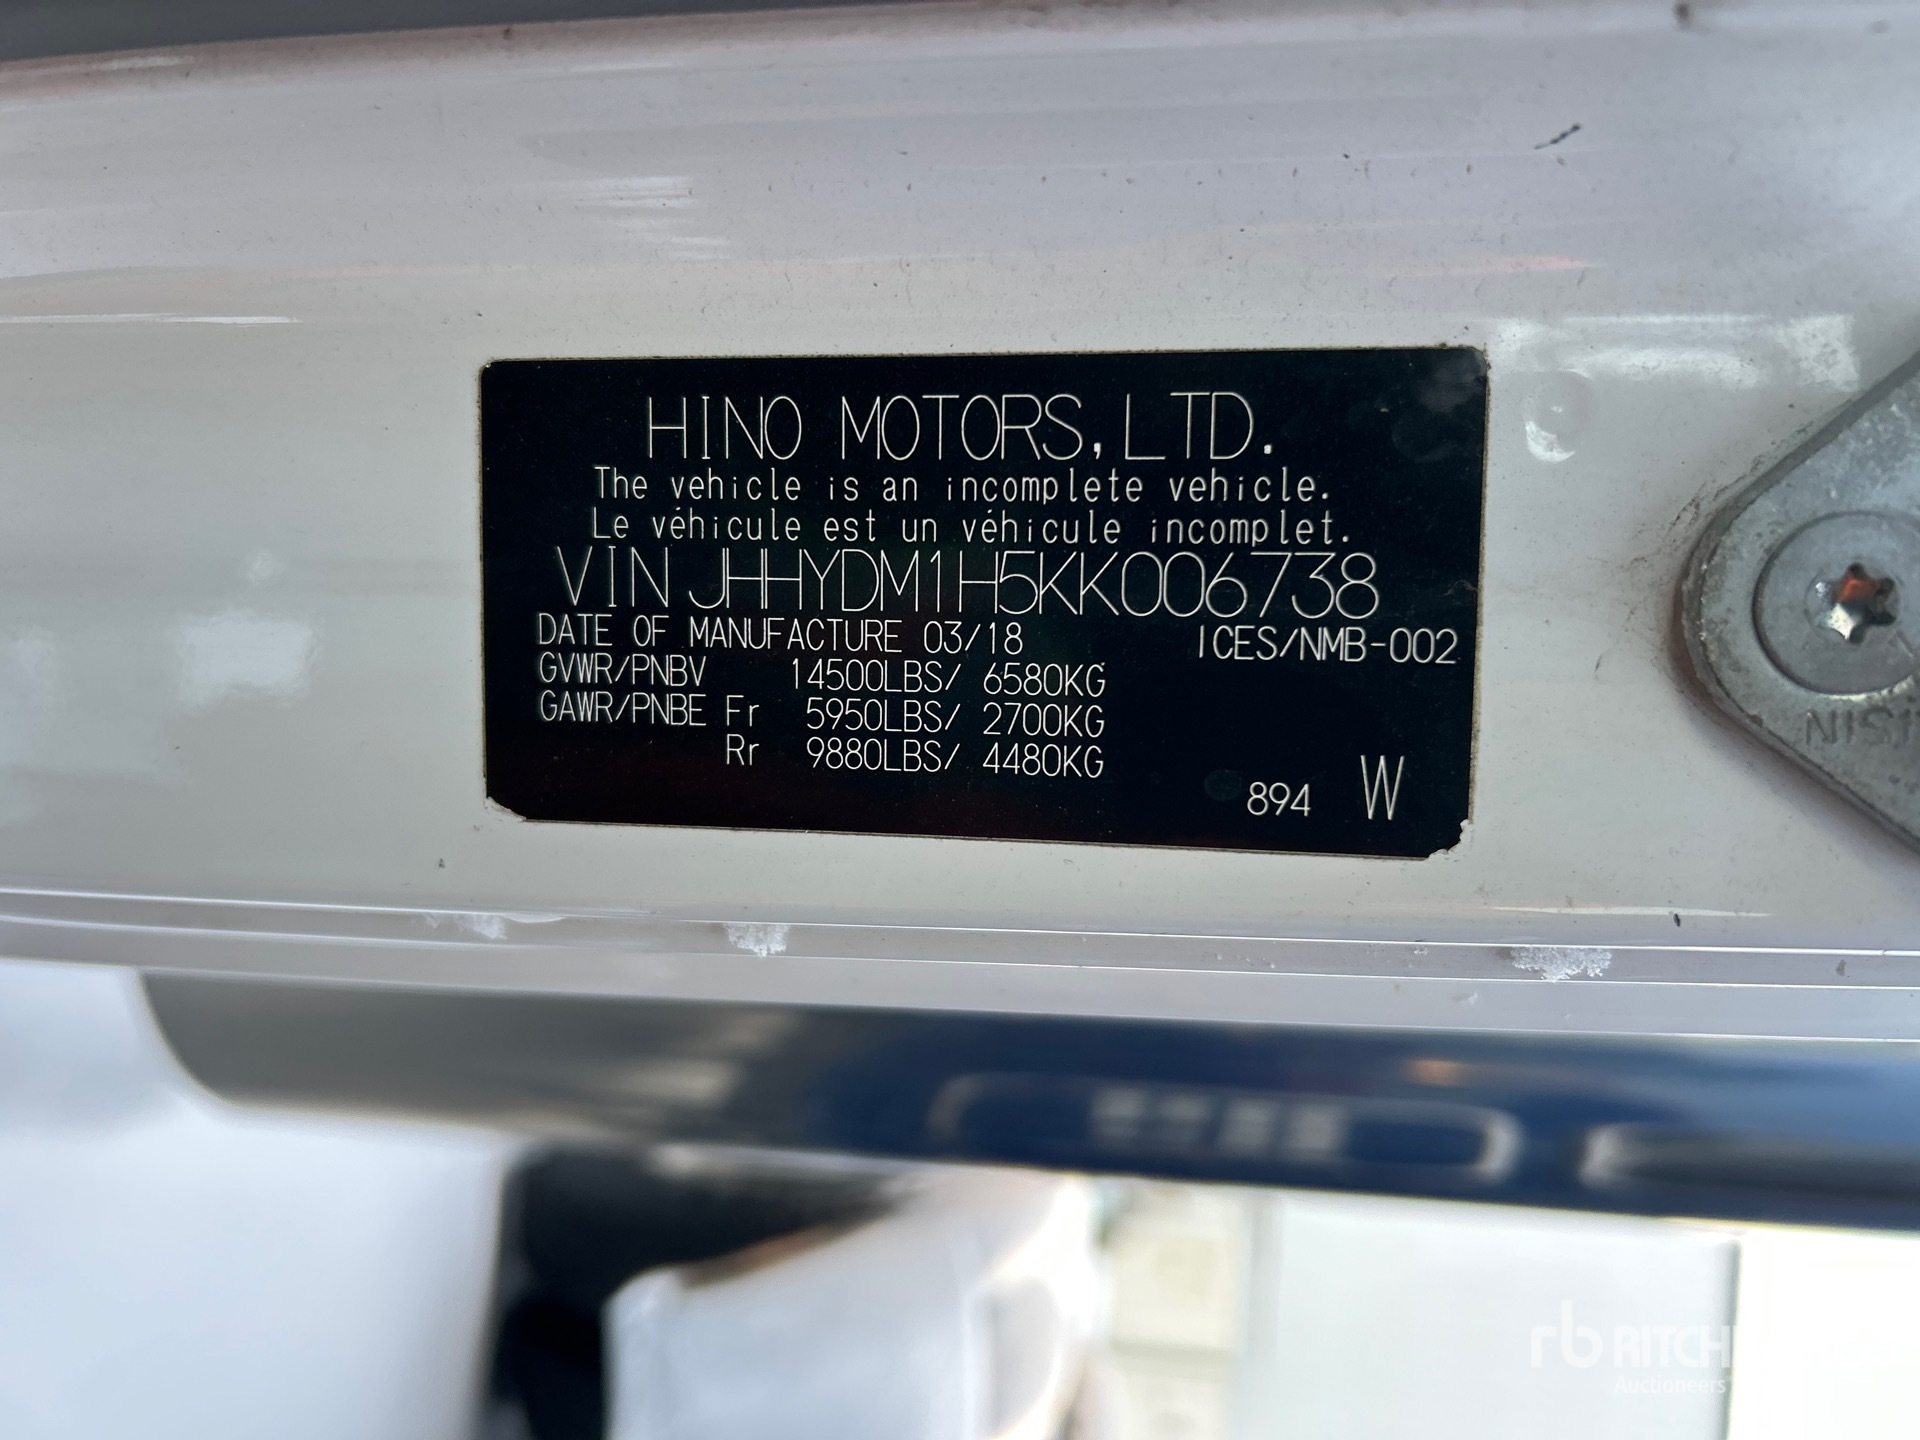 HINO MOTORS, LTD.
The vehicle is an incomplete vehicle.
Le véhicule est un véhicule incomplet.
VIN JHHYDM1H5KK006738
DATE OF MANUFACTURE 03/18 ICES/NMB-002
GVWR/PNBV 14500LBS/ 6580KG
GAWR/PNBE Fr 5950LBS/ 2700KG
Rr 9880LBS/ 4480KG
894 W
rb
Auctioneers